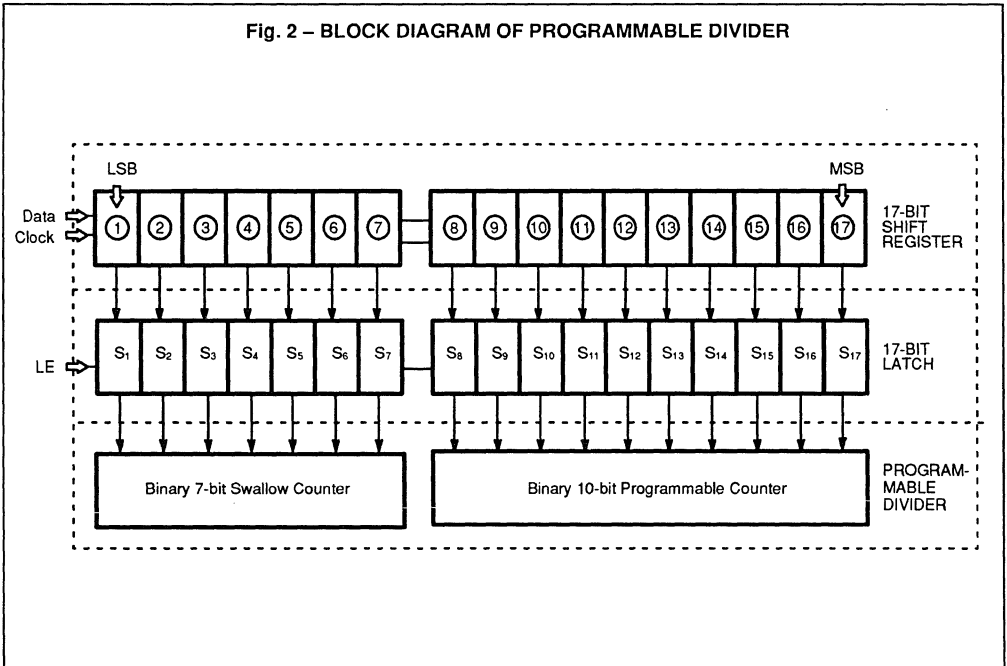 Fig. 2 – BLOCK DIAGRAM OF PROGRAMMABLE DIVIDER
LSB
MSB
Data
Clock
1 2 3 4 5 6 7 8 9 10 11 12 13 14 15 16 17
17-BIT
SHIFT
REGISTER
LE
S1 S2 S3 S4 S5 S6 S7 S8 S9 S10 S11 S12 S13 S14 S15 S16 S17
17-BIT
LATCH
Binary 7-bit Swallow Counter
Binary 10-bit Programmable Counter
PROGRAM-
MABLE
DIVIDER